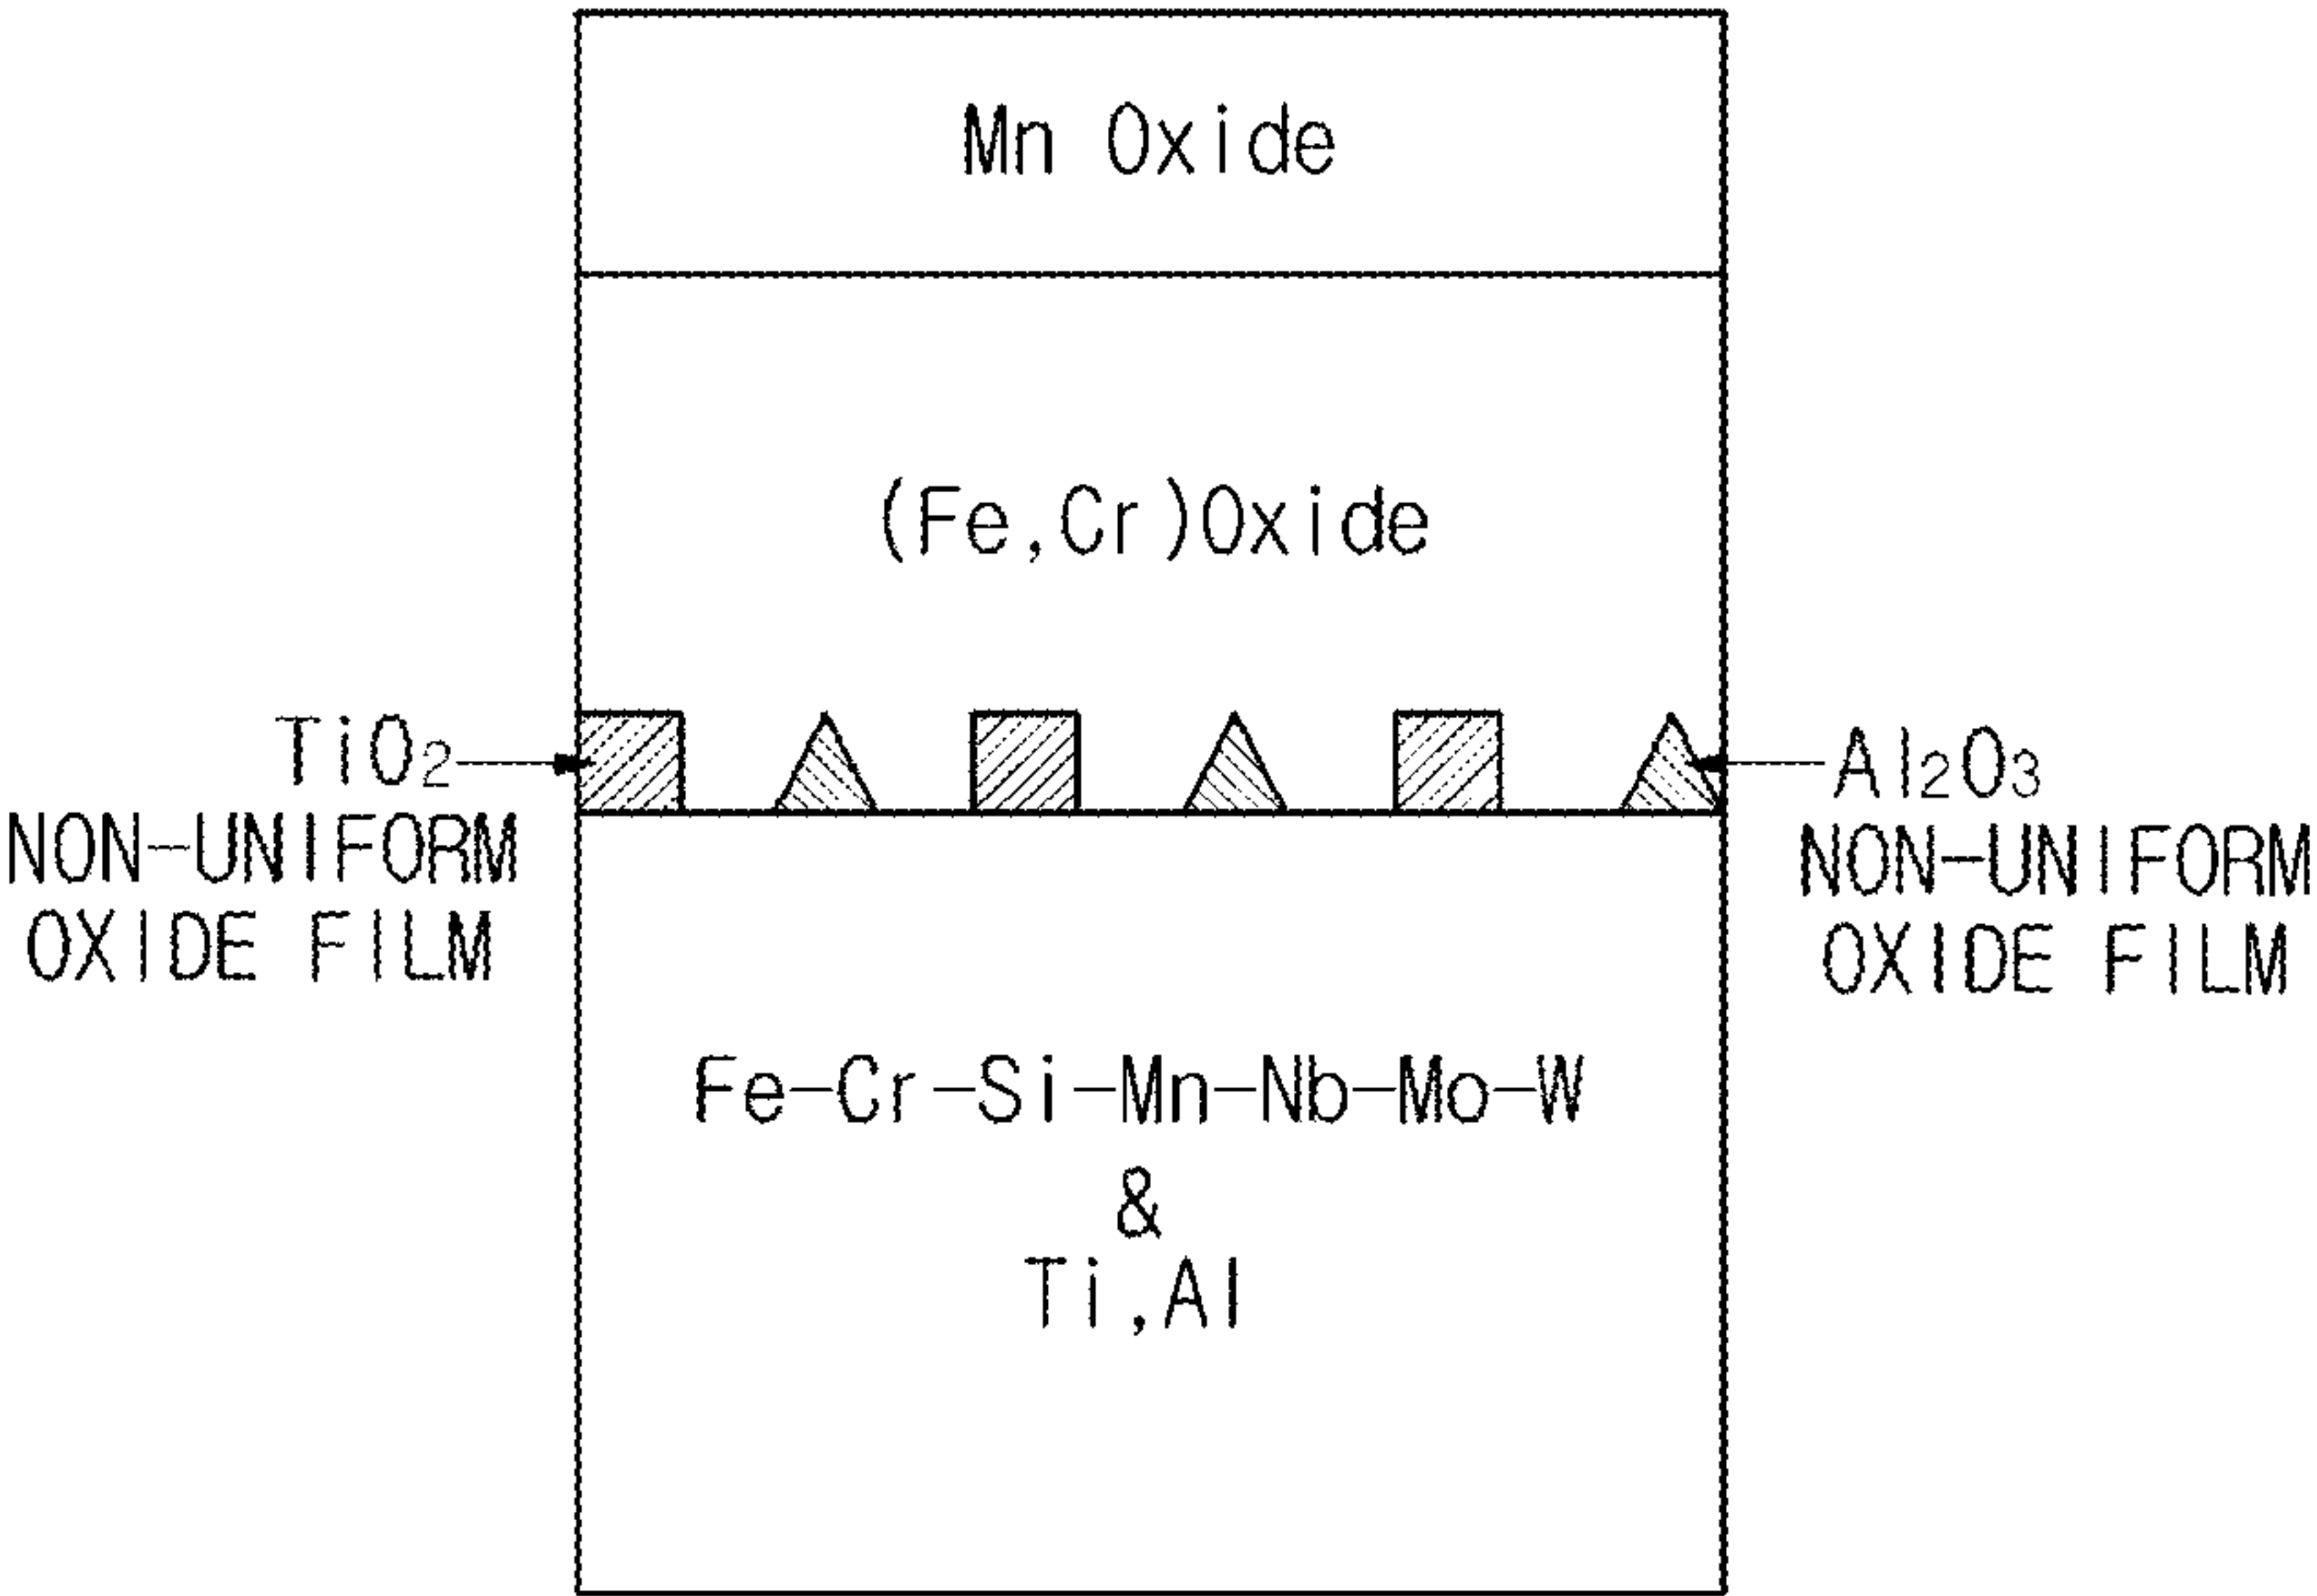 Mn Oxide
(Fe,Cr)Oxide
TiO₂
NON-UNIFORM
OXIDE FILM
Al₂O₃
NON-UNIFORM
OXIDE FILM
Fe-Cr-Si-Mn-Nb-Mo-W
&
Ti,Al